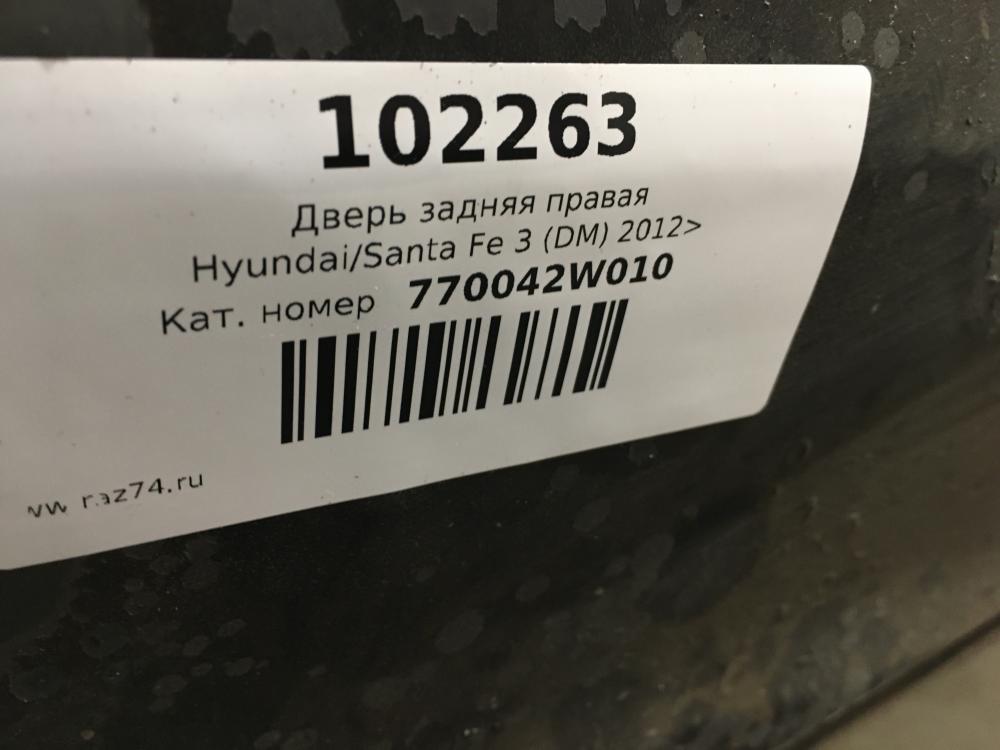 102263
Дверь задняя правая
Hyundai/Santa Fe 3 (DM) 2012>
Кат. номер 770042W010
raz74.ru